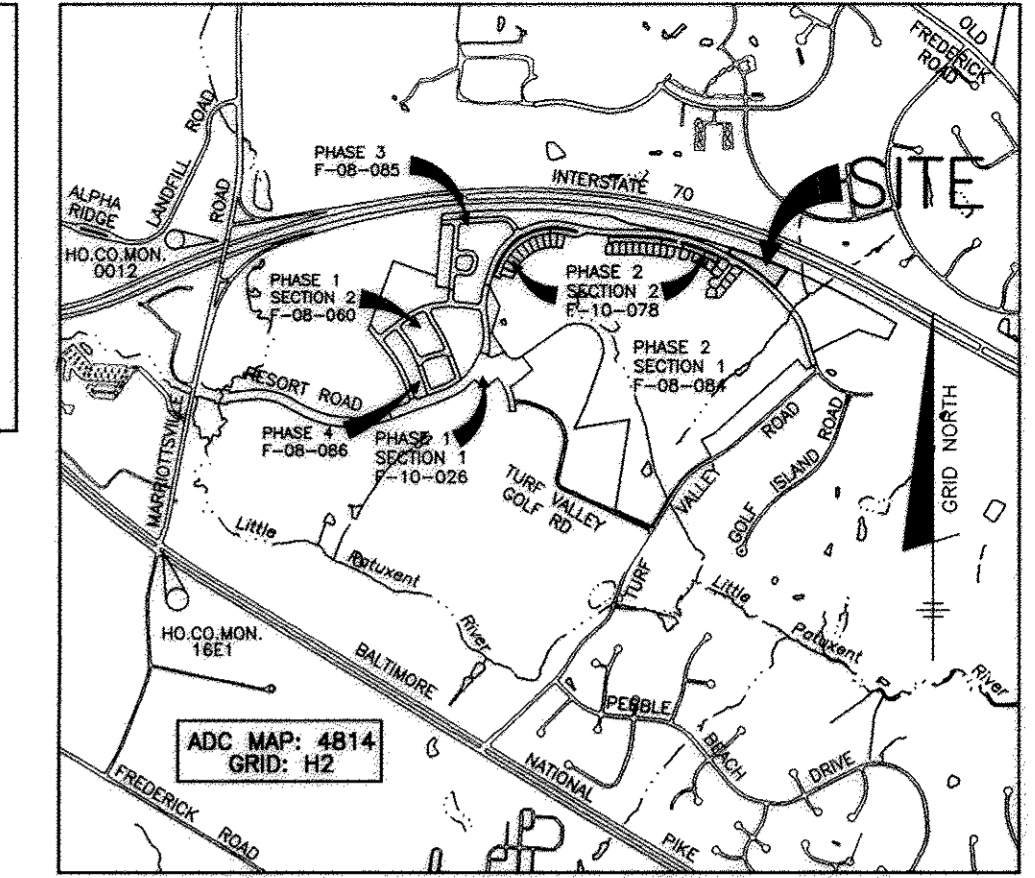 OLD
FREDERICK
ROAD
PHASE 3
F-08-085
INTERSTATE 70
SITE
ALPHA
RIDGE
LANDFILL
ROAD
ROAD
HO.CO.MON.
0012
PHASE 1
SECTION 2
F-08-060
PHASE 2
SECTION 2
F-10-078
PHASE 2
SECTION 1
F-08-084
RESORT ROAD
MARRIOTTSVILLE
PHASE 4
F-08-086
PHASE 1
SECTION 1
F-10-026
TURF VALLEY
GOLF RD
TURF
VALLEY
ROAD
GOLF
ISLAND
ROAD
GRID NORTH
Little
Patuxent
River
Little
Patuxent
River
HO.CO.MON.
16E1
BALTIMORE
NATIONAL
PIKE
PEBBLE
BEACH
DRIVE
ADC MAP: 4814
GRID: H2
FREDERICK
ROAD